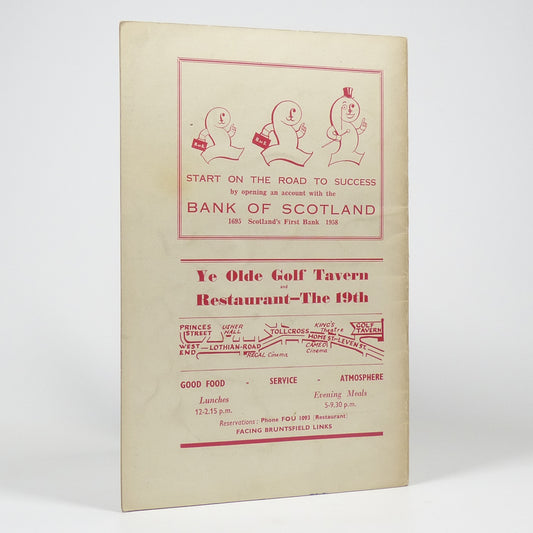 START ON THE ROAD TO SUCCESS
by opening an account with the
BANK OF SCOTLAND
1695 Scotland's First Bank 1958
Ye Olde Golf Tavern
and
Restaurant—The 19th
PRINCES STREET
USHER HALL
TOLLCROSS
KING'S Theatre
GOLF TAVERN
WEST END
LOTHIAN-ROAD
HOME ST-LEVEN ST.
REGAL Cinema
CAMEO Cinema
GOOD FOOD - SERVICE - ATMOSPHERE
Lunches
12-2.15 p.m.
Evening Meals
5-9.30 p.m.
Reservations: Phone FOU 1093 (Restaurant)
FACING BRUNTSFIELD LINKS